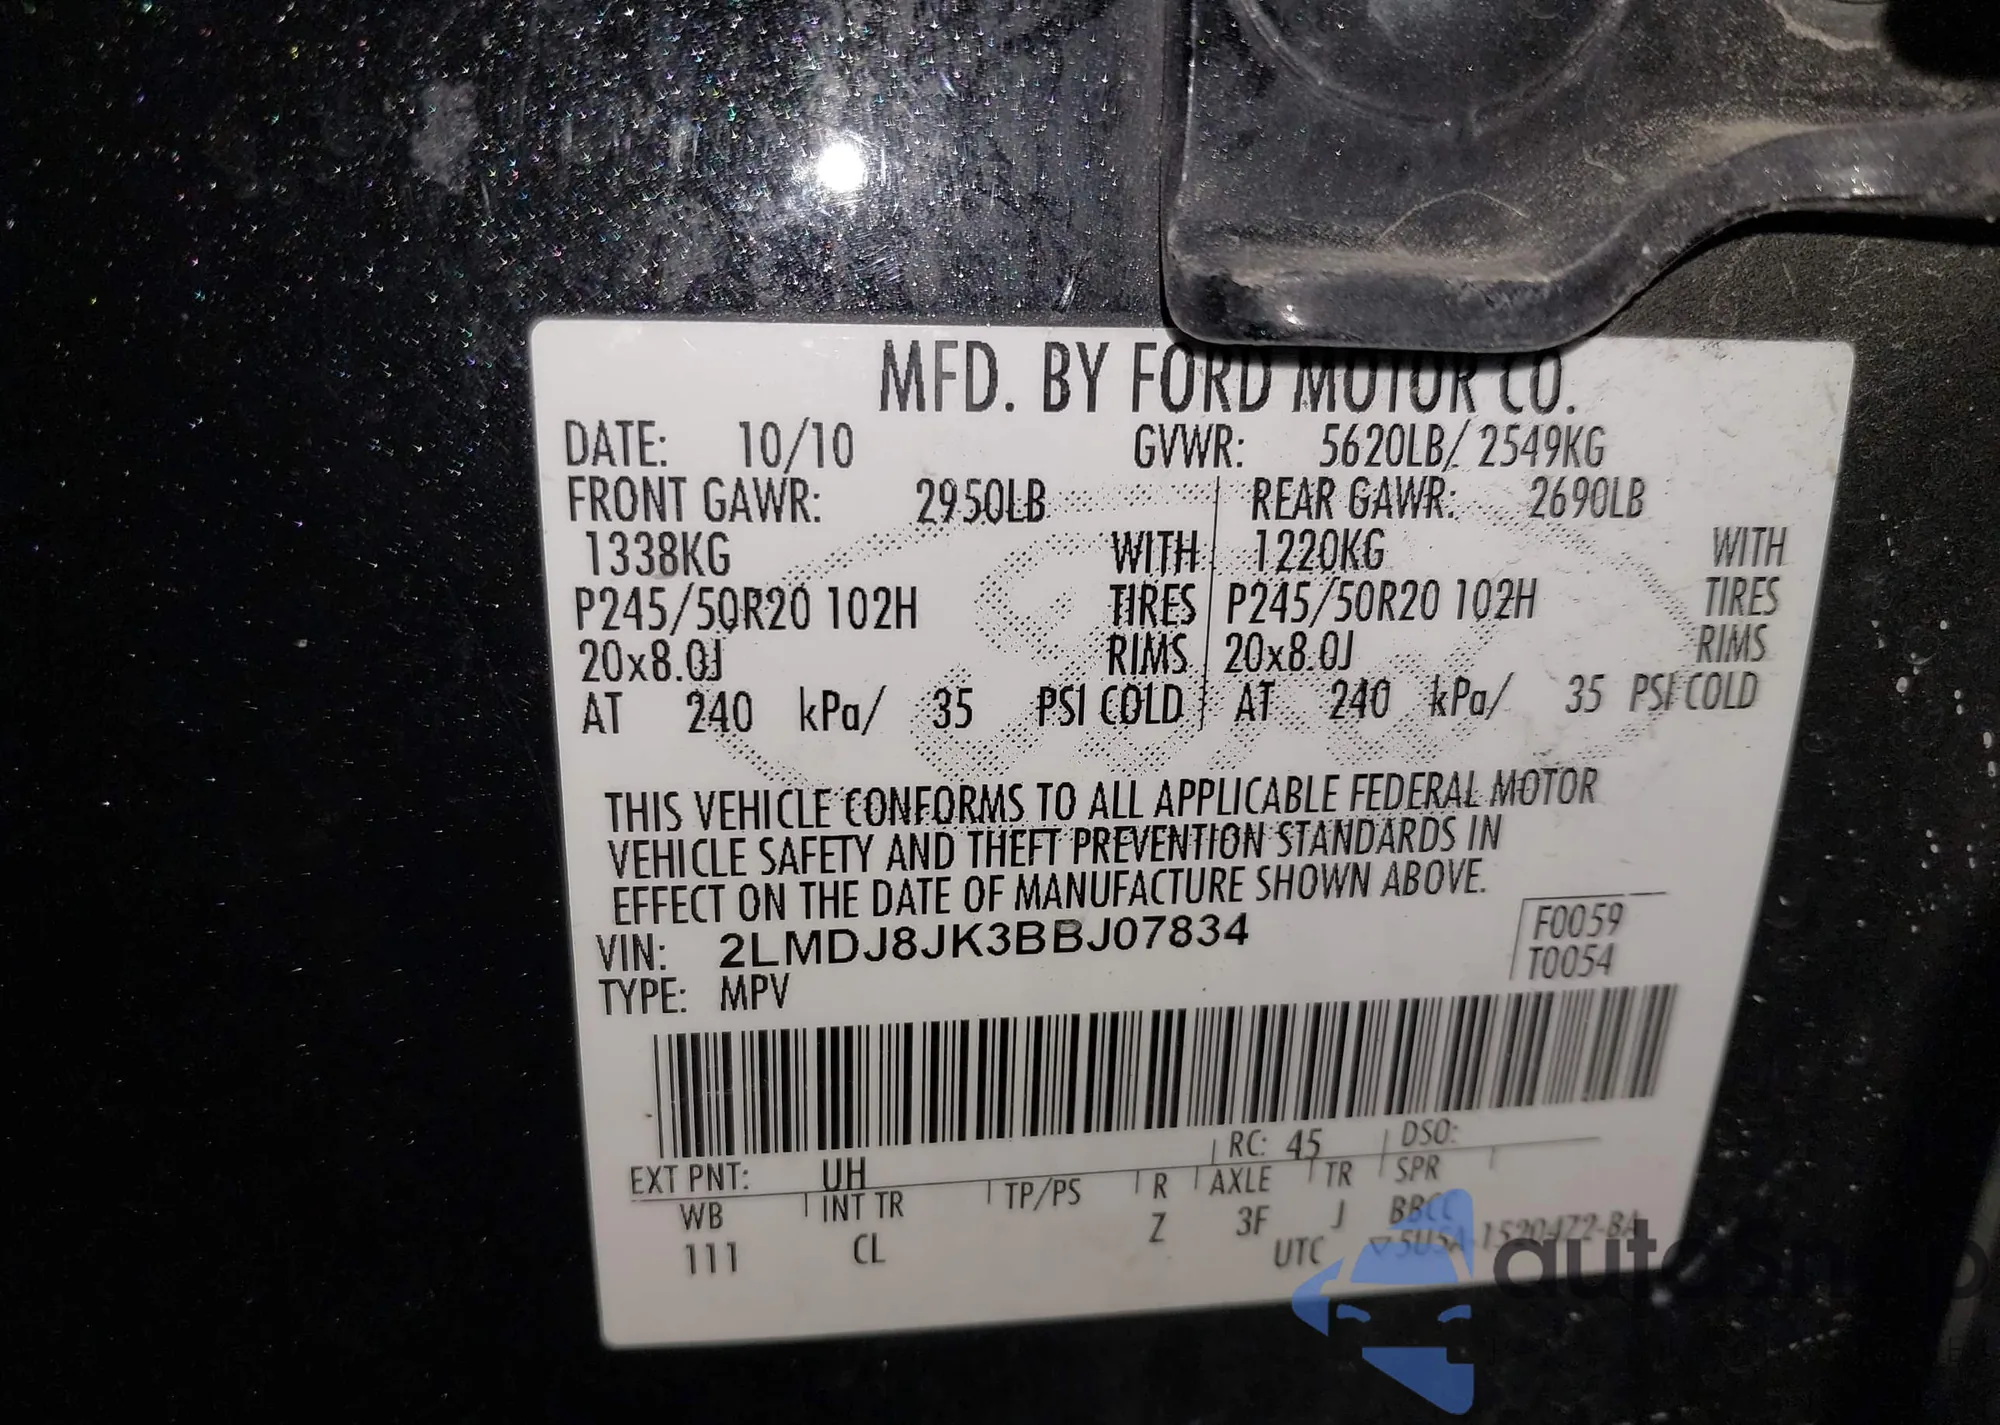 MFD. BY FORD MOTOR CO.
DATE: 10/10 GVWR: 5620LB/ 2549KG
FRONT GAWR: 2950LB REAR GAWR: 2690LB
1338KG WITH 1220KG WITH
P245/50R20 102H TIRES P245/50R20 102H TIRES
20x8.0J RIMS 20x8.0J RIMS
AT 240 kPa/ 35 PSI COLD AT 240 kPa/ 35 PSI COLD
THIS VEHICLE CONFORMS TO ALL APPLICABLE FEDERAL MOTOR
VEHICLE SAFETY AND THEFT PREVENTION STANDARDS IN
EFFECT ON THE DATE OF MANUFACTURE SHOWN ABOVE.
F0059
VIN: 2LMDJ8JK3BBJ07834
T0054
TYPE: MPV
RC: 45 DSO:
EXT PNT: UH
WB INT TR TP/PS R AXLE TR SPR
111 CL Z 3F J BBCC
UTC ▽5U5A-1520472-BA
autosnap